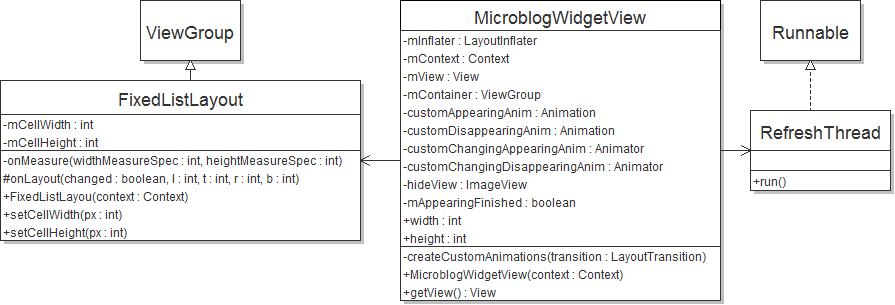 ViewGroup
FixedListLayout
-mCellWidth : int
-mCellHeight : int
-onMeasure(widthMeasureSpec : int, heightMeasureSpec : int)
#onLayout(changed : boolean, l : int, t : int, r : int, b : int)
+FixedListLayou(context : Context)
+setCellWidth(px : int)
+setCellHeight(px : int)
MicroblogWidgetView
-mInflater : LayoutInflater
-mContext : Context
-mView : View
-mContainer : ViewGroup
-customAppearingAnim : Animation
-customDisappearingAnim : Animation
-customChangingAppearingAnim : Animator
-customChangingDisappearingAnim : Animator
-hideView : ImageView
-mAppearingFinished : boolean
+width : int
+height : int
-createCustomAnimations(transition : LayoutTransition)
+MicroblogWidgetView(context : Context)
+getView() : View
Runnable
RefreshThread
+run()